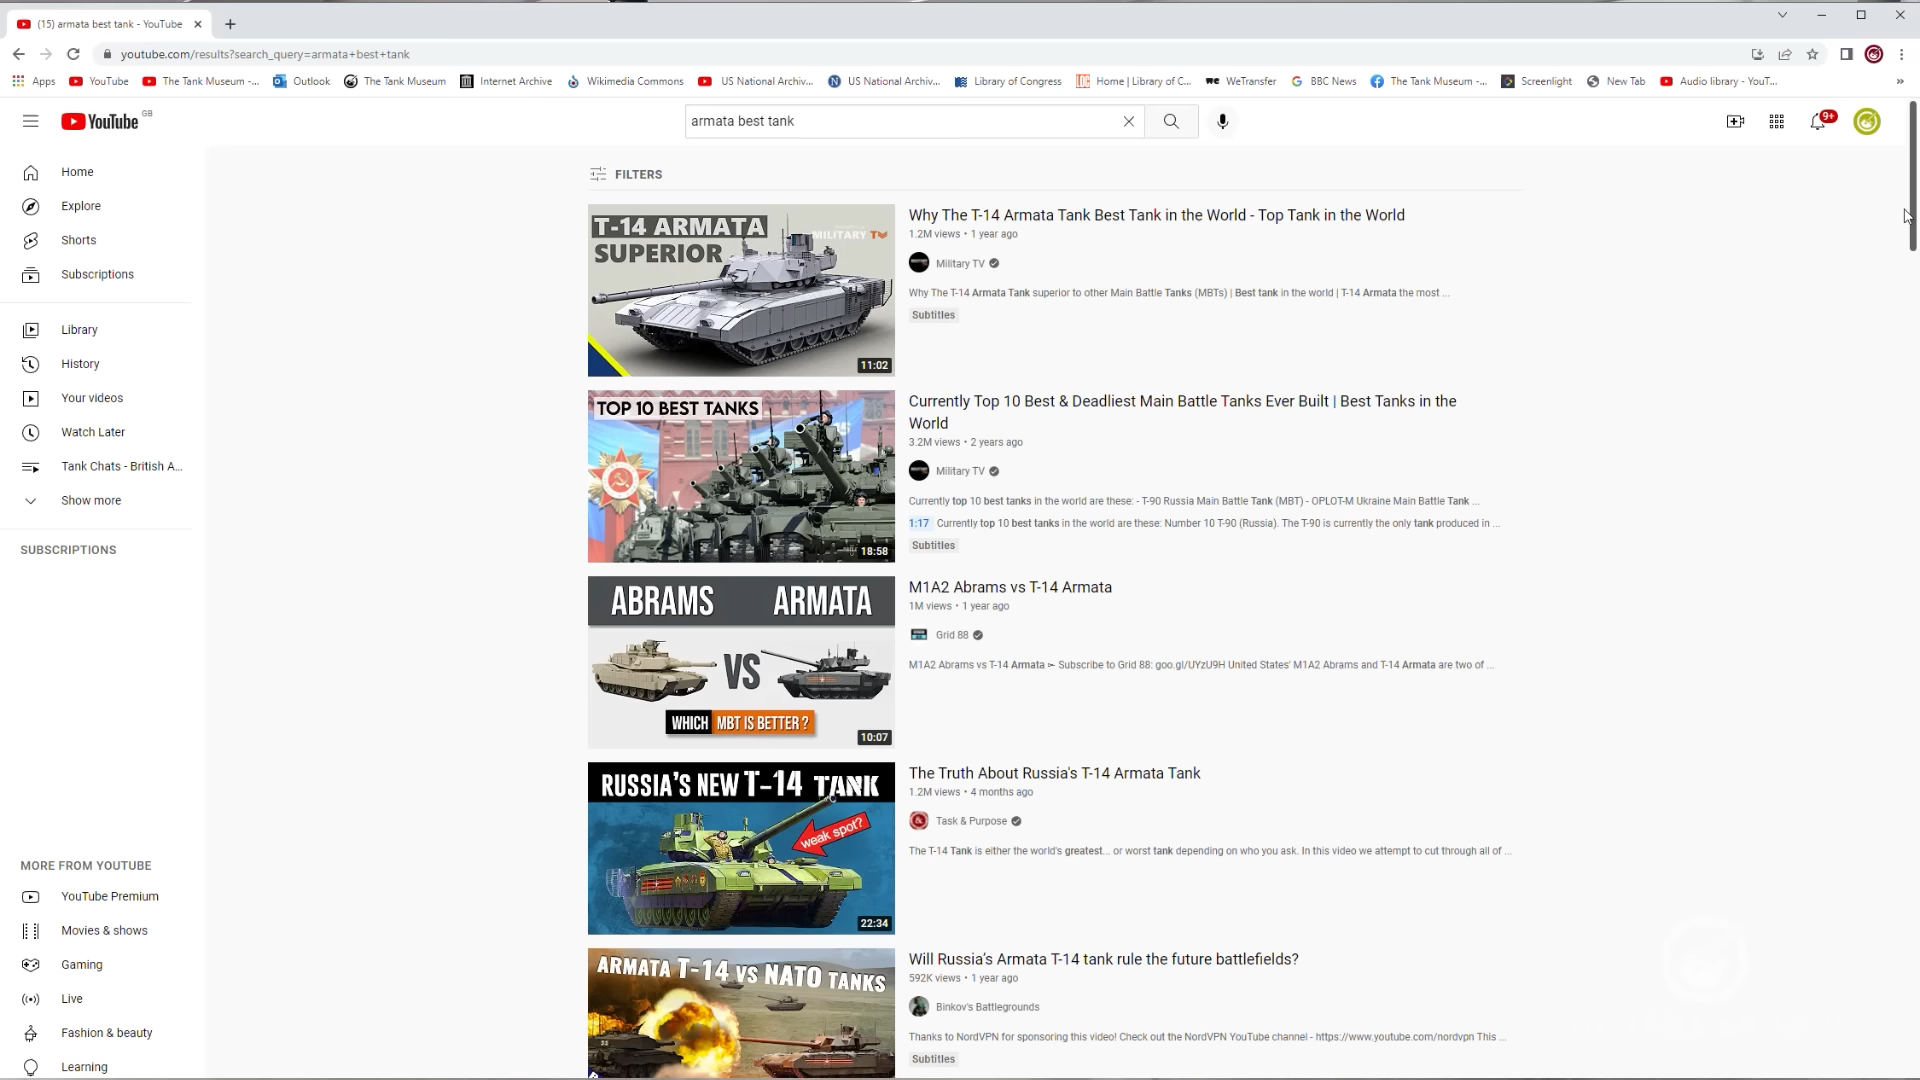 (15) armata best tank - YouTube
youtube.com/results?search_query=armata+best+tank
Apps
YouTube
The Tank Museum -...
Outlook
The Tank Museum
Internet Archive
Wikimedia Commons
US National Archiv...
US National Archiv...
Library of Congress
Home | Library of C...
WeTransfer
BBC News
The Tank Museum -...
Screenlight
New Tab
Audio library - YouT...
YouTube GB
armata best tank
9+
Home
Explore
Shorts
Subscriptions
Library
History
Your videos
Watch Later
Tank Chats - British A...
Show more
SUBSCRIPTIONS
MORE FROM YOUTUBE
YouTube Premium
Movies & shows
Gaming
Live
Fashion & beauty
Learning
FILTERS
T-14 ARMATA
SUPERIOR
MILITARY TV
11:02
Why The T-14 Armata Tank Best Tank in the World - Top Tank in the World
1.2M views • 1 year ago
Military TV
Why The T-14 Armata Tank superior to other Main Battle Tanks (MBTs) | Best tank in the world | T-14 Armata the most ...
Subtitles
TOP 10 BEST TANKS
18:58
Currently Top 10 Best & Deadliest Main Battle Tanks Ever Built | Best Tanks in the
World
3.2M views • 2 years ago
Military TV
Currently top 10 best tanks in the world are these: - T-90 Russia Main Battle Tank (MBT) - OPLOT-M Ukraine Main Battle Tank ...
1:17 Currently top 10 best tanks in the world are these: Number 10 T-90 (Russia). The T-90 is currently the only tank produced in ...
Subtitles
ABRAMS ARMATA
VS
WHICH MBT IS BETTER ?
10:07
M1A2 Abrams vs T-14 Armata
1M views • 1 year ago
Grid 88
M1A2 Abrams vs T-14 Armata ► Subscribe to Grid 88: goo.gl/UYzU9H United States' M1A2 Abrams and T-14 Armata are two of ...
RUSSIA'S NEW T-14 TANK
weak spot?
22:34
The Truth About Russia's T-14 Armata Tank
1.2M views • 4 months ago
Task & Purpose
The T-14 Tank is either the world's greatest... or worst tank depending on who you ask. In this video we attempt to cut through all of ...
ARMATA T-14 VS NATO TANKS
Will Russia's Armata T-14 tank rule the future battlefields?
592K views • 1 year ago
Binkov's Battlegrounds
Thanks to NordVPN for sponsoring this video! Check out the NordVPN YouTube channel - https://www.youtube.com/nordvpn This ...
Subtitles